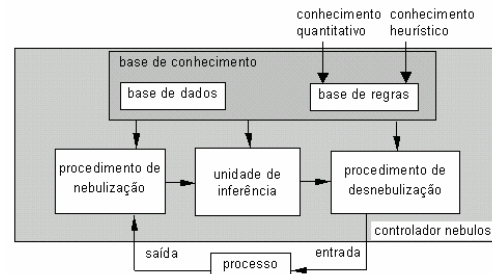 conhecimento
quantitativo
conhecimento
heurístico
base de conhecimento
base de dados
base de regras
procedimento de
nebulização
unidade de
inferência
procedimento de
desnebulização
controlador nebulos
saída
entrada
processo